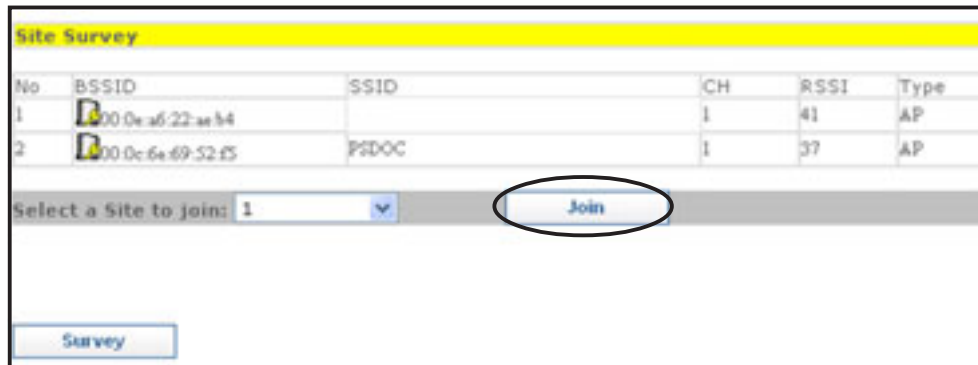 Site Survey
No BSSID SSID CH RSSI Type
1 00:0e:a6:22:ae:b4 1 41 AP
2 00:0c:6e:69:52:f5 PSDOC 1 37 AP
Select a Site to join: 1 Join
Survey